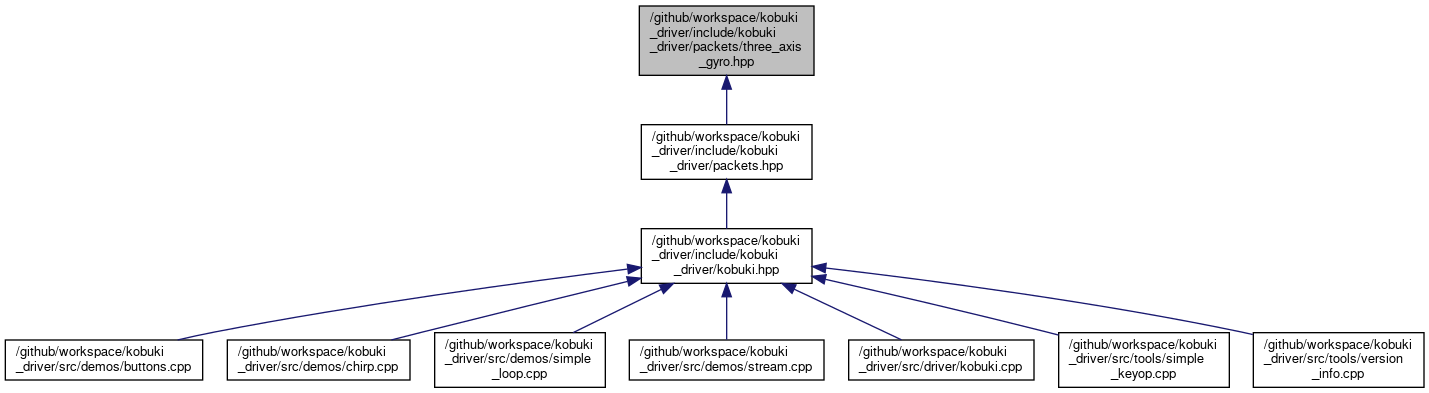 /github/workspace/kobuki
_driver/include/kobuki
_driver/packets/three_axis
_gyro.hpp
/github/workspace/kobuki
_driver/include/kobuki
_driver/packets.hpp
/github/workspace/kobuki
_driver/include/kobuki
_driver/kobuki.hpp
/github/workspace/kobuki
_driver/src/demos/buttons.cpp
/github/workspace/kobuki
_driver/src/demos/chirp.cpp
/github/workspace/kobuki
_driver/src/demos/simple
_loop.cpp
/github/workspace/kobuki
_driver/src/demos/stream.cpp
/github/workspace/kobuki
_driver/src/driver/kobuki.cpp
/github/workspace/kobuki
_driver/src/tools/simple
_keyop.cpp
/github/workspace/kobuki
_driver/src/tools/version
_info.cpp